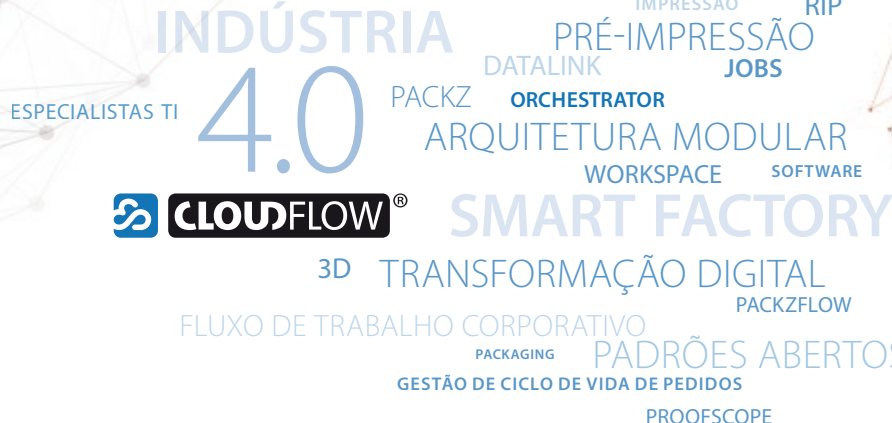 IMPRESSÃO
RIP
INDÚSTRIA
PRÉ-IMPRESSÃO
DATALINK
JOBS
4.0
PACKZ
ORCHESTRATOR
ESPECIALISTAS TI
ARQUITETURA MODULAR
WORKSPACE
SOFTWARE
CLOUDFLOW®
SMART FACTORY
3D
TRANSFORMAÇÃO DIGITAL
PACKZFLOW
FLUXO DE TRABALHO CORPORATIVO
PACKAGING
PADRÕES ABERTOS
GESTÃO DE CICLO DE VIDA DE PEDIDOS
PROOFSCOPE